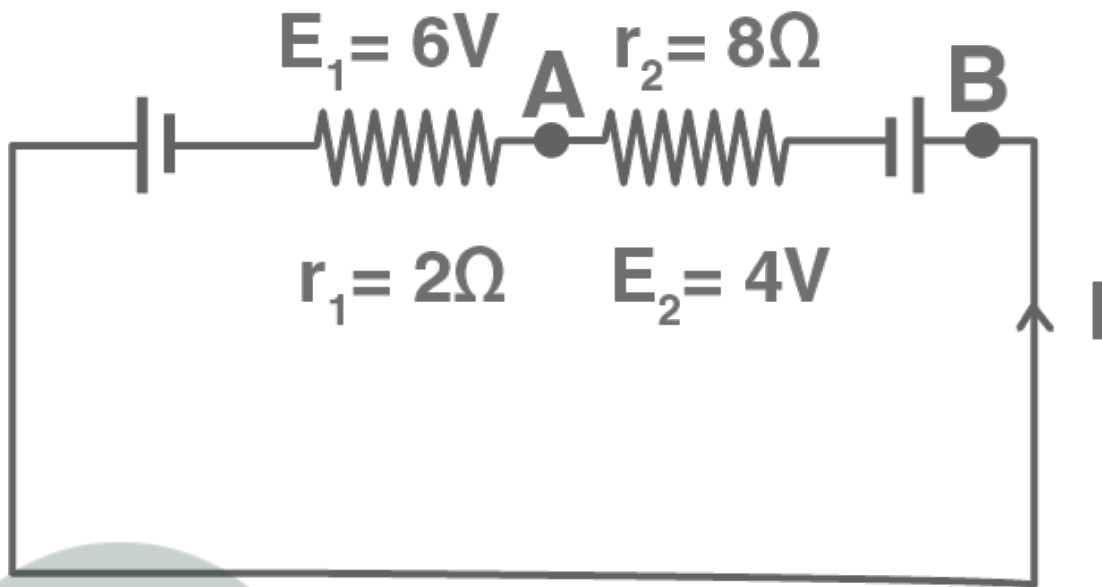 E₁= 6V
A
r₂= 8Ω
B
r₁= 2Ω
E₂= 4V
I